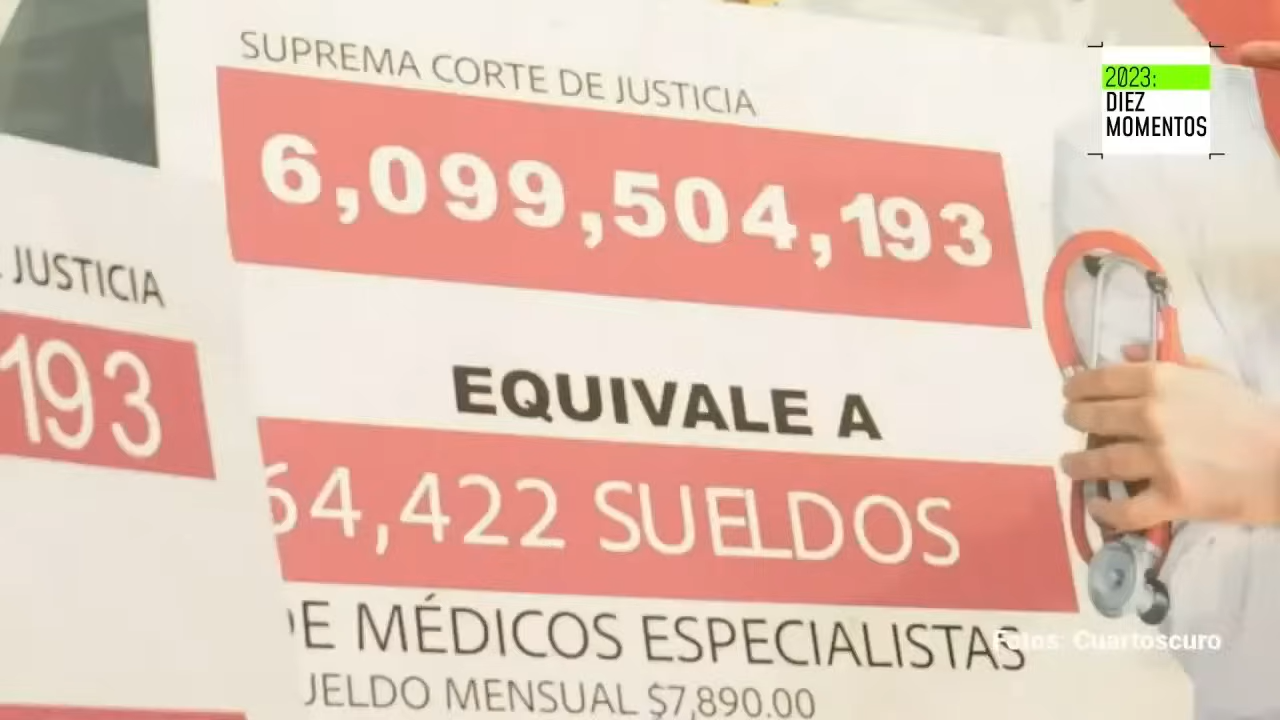 SUPREMA CORTE DE JUSTICIA
6,099,504,193
EQUIVALE A
64,422 SUELDOS
DE MÉDICOS ESPECIALISTAS
UELDO MENSUAL $7,890.00
JUSTICIA
193
2023:
DIEZ
MOMENTOS
Fotos: Cuartoscuro